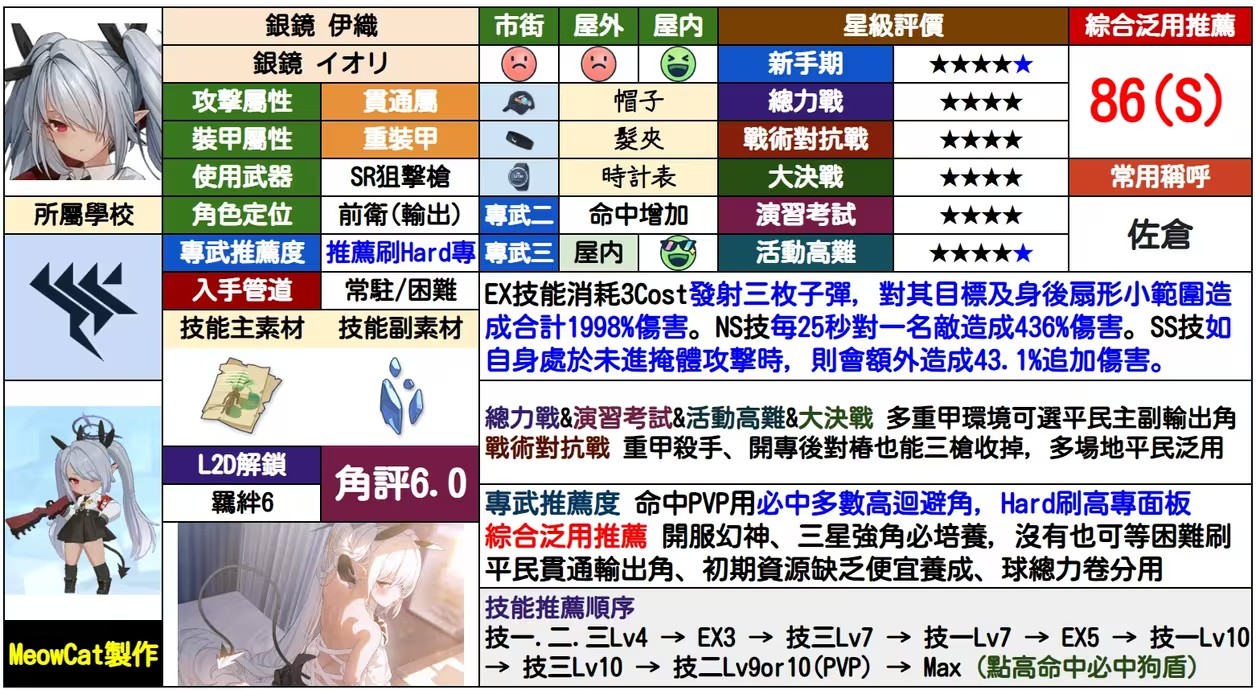 銀鏡 伊織
銀鏡 イオリ
攻擊屬性 貫通屬
裝甲屬性 重裝甲
使用武器 SR狙擊槍
所屬學校
角色定位 前衛(輸出)
專武推薦度 推薦刷Hard專
入手管道 常駐/困難
技能主素材 技能副素材
L2D解鎖
羈絆6
角評6.0
MeowCat製作
市街 屋外 屋内
帽子
髮夾
時計表
專武二 命中增加
專武三 屋内
星級評價
新手期 ★★★★★
總力戰 ★★★★
戰術對抗戰 ★★★★
大決戰 ★★★★
演習考試 ★★★★
活動高難 ★★★★★
綜合泛用推薦
86(S)
常用稱呼
佐倉
EX技能消耗3Cost發射三枚子彈，對其目標及身後扇形小範圍造
成合計1998%傷害。NS技每25秒對一名敵造成436%傷害。SS技如
自身處於未進掩體攻擊時，則會額外造成43.1%追加傷害。
總力戰&演習考試&活動高難&大決戰 多重甲環境可選平民主副輸出角
戰術對抗戰 重甲殺手、開專後對椿也能三槍收掉，多場地平民泛用
專武推薦度 命中PVP用必中多數高迴避角，Hard刷高專面板
綜合泛用推薦 開服幻神、三星強角必培養，沒有也可等困難刷
平民貫通輸出角、初期資源缺乏便宜養成、球總力卷分用
技能推薦順序
技一.二.三Lv4 → EX3 → 技三Lv7 → 技一Lv7 → EX5 → 技一Lv10
→ 技三Lv10 → 技二Lv9or10(PVP) → Max (點高命中必中狗盾)